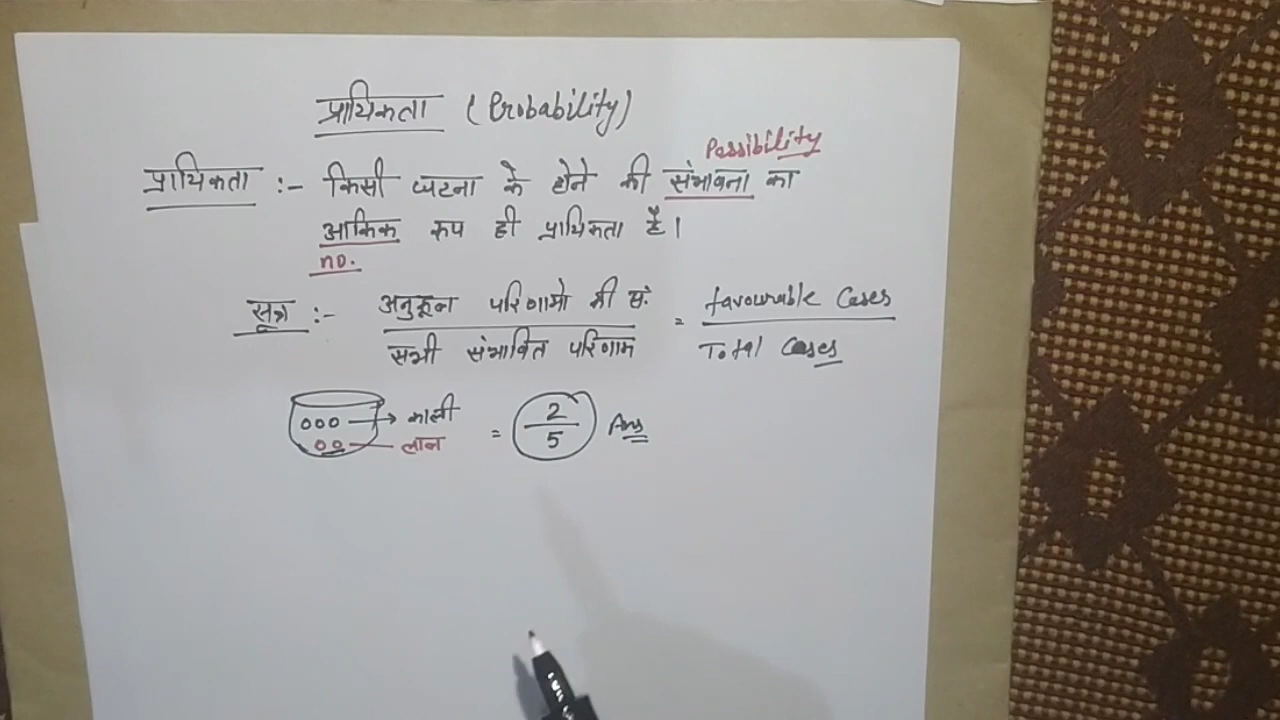 प्रायिकता (Probability)
Possibility
प्रायिकता :- किसी घटना के होने की संभावना का
आंकिक रूप ही प्रायिकता है।
no.
सूत्र :- अनुकूल परिणामो की सं. = favourable Cases
सभी संभावित परिणाम Total Cases
काली
लाल = 2/5 Ans